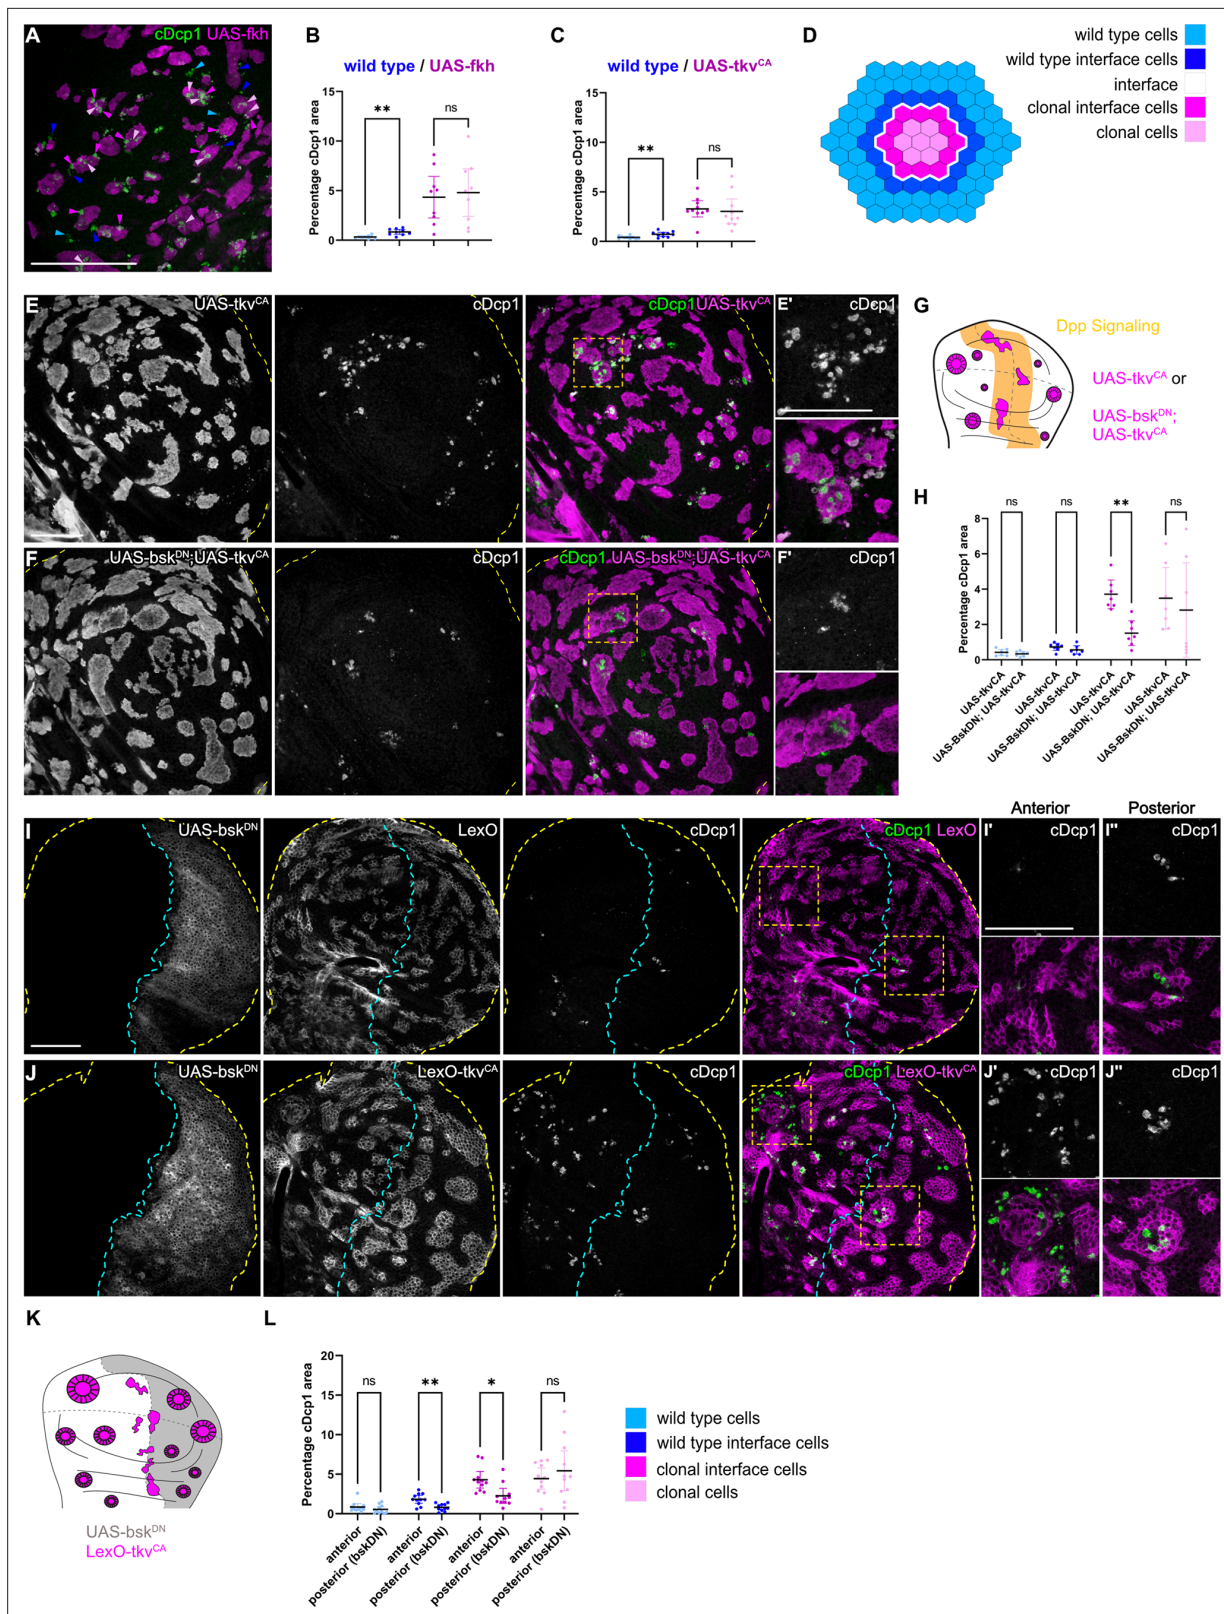 A
cDcp1 UAS-fkh
B
wild type / UAS-fkh
Percentage cDcp1 area
15
10
5
0
**
ns
C
wild type / UAS-tkvCA
Percentage cDcp1 area
15
10
5
0
**
ns
D
wild type cells
wild type interface cells
interface
clonal interface cells
clonal cells
E
UAS-tkvCA
cDcp1
cDcp1 UAS-tkvCA
E'
cDcp1
F
UAS-bskDN;UAS-tkvCA
cDcp1
cDcp1 UAS-bskDN;UAS-tkvCA
F'
cDcp1
G
Dpp Signaling
UAS-tkvCA or
UAS-bskDN;
UAS-tkvCA
H
Percentage cDcp1 area
8
6
4
2
0
ns
ns
**
ns
UAS-tkvCA
UAS-BskDN; UAS-tkvCA
UAS-tkvCA
UAS-BskDN; UAS-tkvCA
UAS-tkvCA
UAS-BskDN; UAS-tkvCA
UAS-tkvCA
UAS-BskDN; UAS-tkvCA
Anterior
Posterior
I
UAS-bskDN
LexO
cDcp1
cDcp1 LexO
I'
cDcp1
I"
cDcp1
J
UAS-bskDN
LexO-tkvCA
cDcp1
cDcp1 LexO-tkvCA
J'
cDcp1
J"
cDcp1
K
UAS-bskDN
LexO-tkvCA
L
Percentage cDcp1 area
20
15
10
5
0
ns
**
*
ns
anterior
posterior (bskDN)
anterior
posterior (bskDN)
anterior
posterior (bskDN)
anterior
posterior (bskDN)
wild type cells
wild type interface cells
clonal interface cells
clonal cells